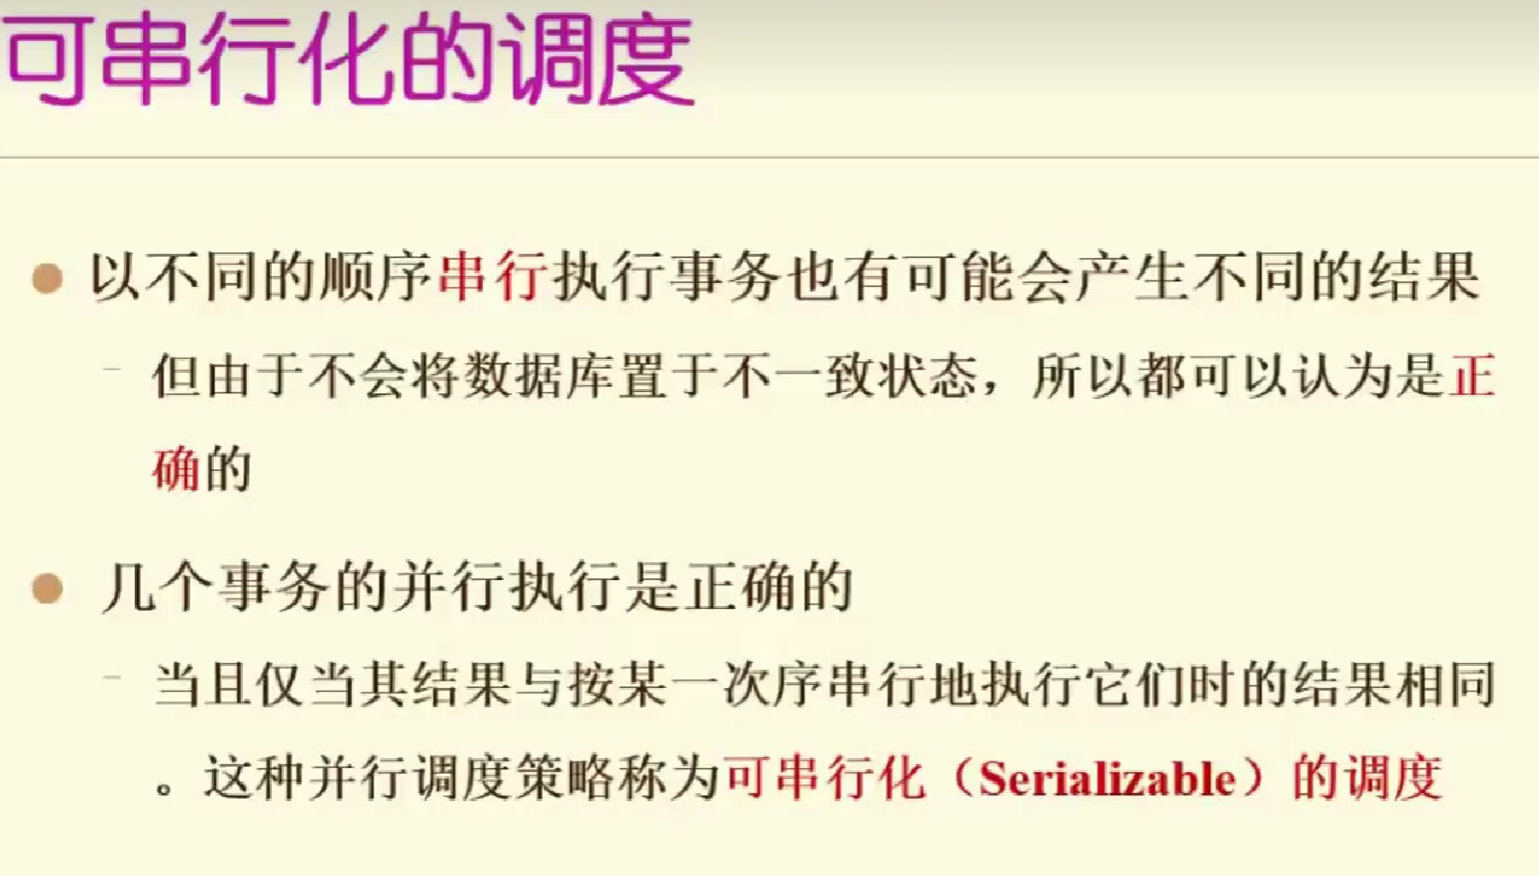 可串行化的调度
以不同的顺序串行执行事务也有可能会产生不同的结果
－ 但由于不会将数据库置于不一致状态，所以都可以认为是正
确的
几个事务的并行执行是正确的
－ 当且仅当其结果与按某一次序串行地执行它们时的结果相同
。这种并行调度策略称为可串行化（Serializable）的调度